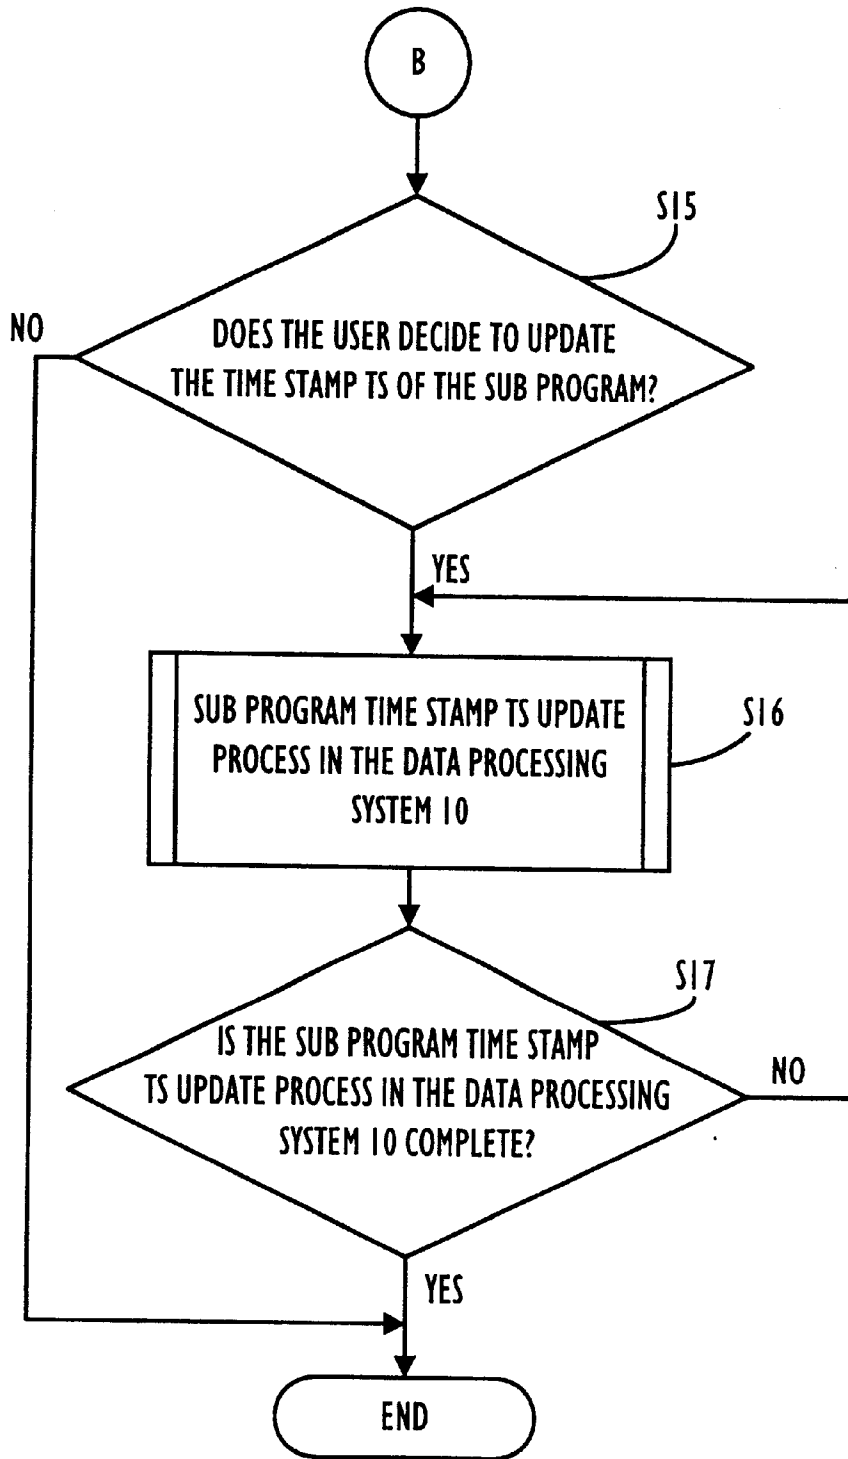 B
S15
NO
DOES THE USER DECIDE TO UPDATE
THE TIME STAMP TS OF THE SUB PROGRAM?
YES
SUB PROGRAM TIME STAMP TS UPDATE
PROCESS IN THE DATA PROCESSING
SYSTEM 10
S16
S17
IS THE SUB PROGRAM TIME STAMP
TS UPDATE PROCESS IN THE DATA PROCESSING
SYSTEM 10 COMPLETE?
NO
YES
END